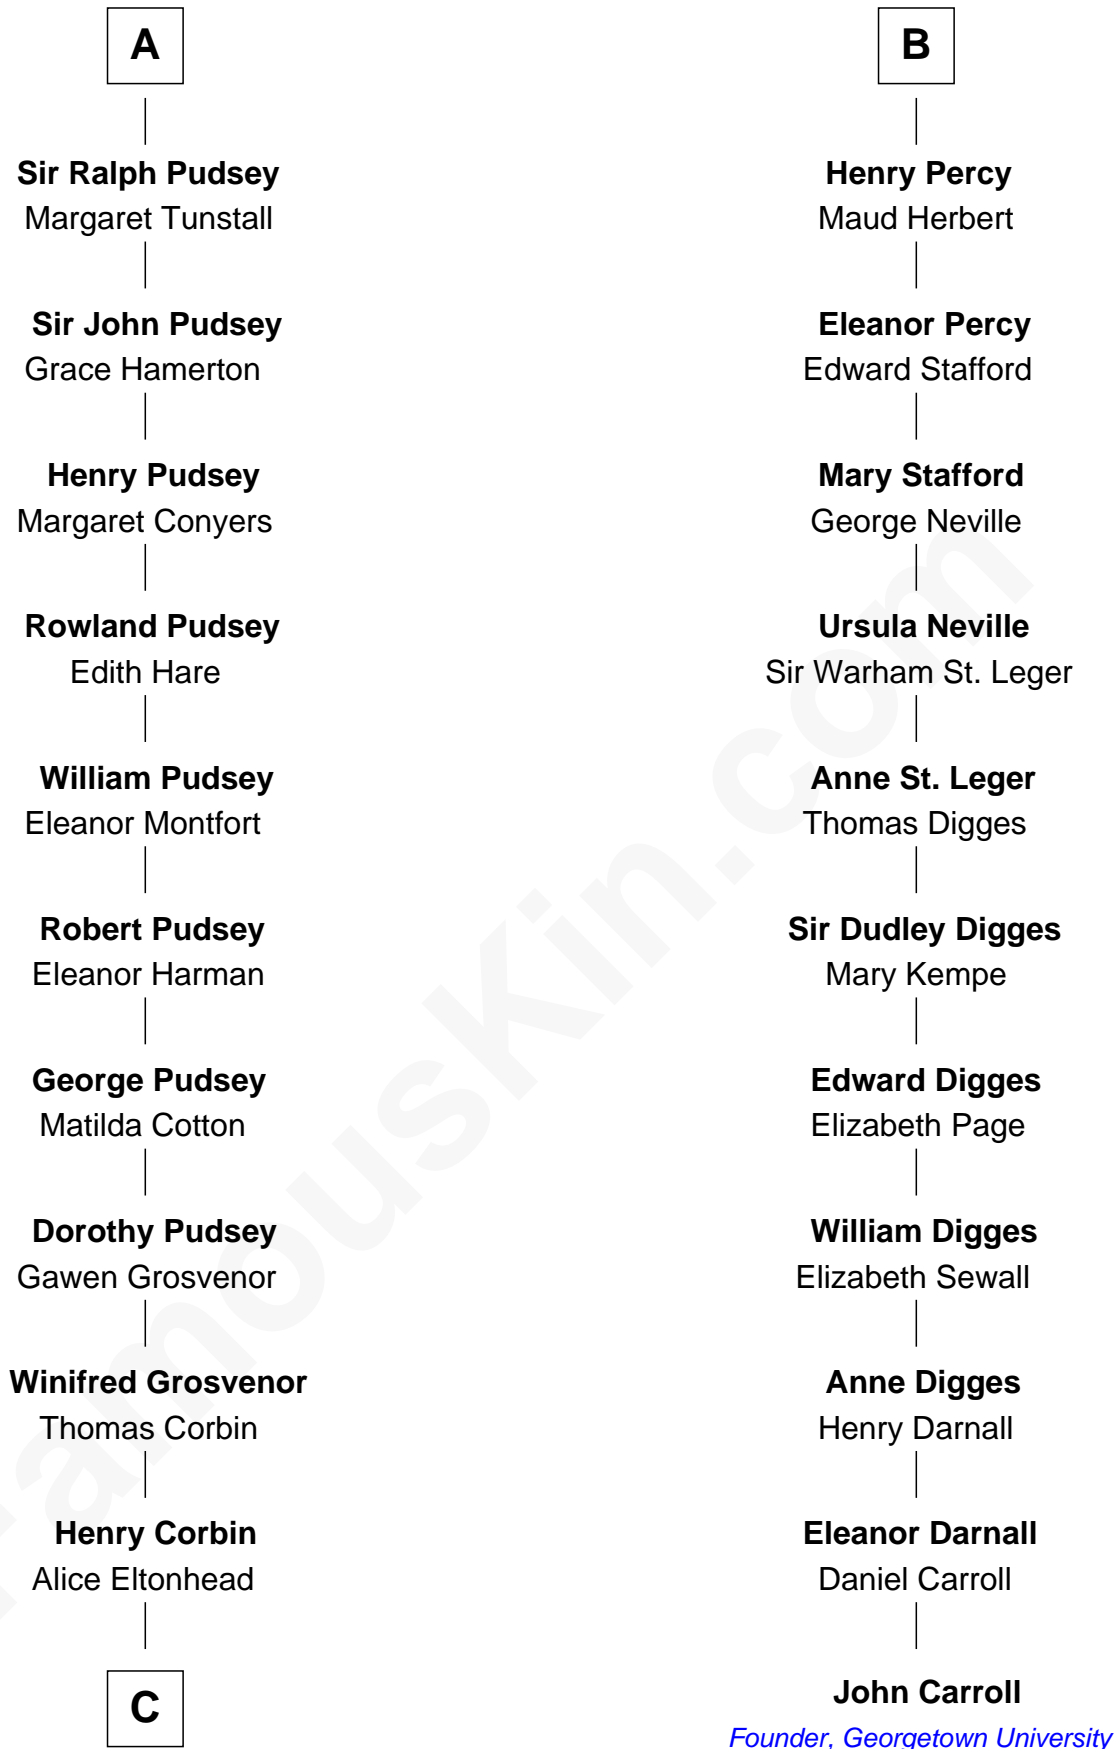 A
Sir Ralph Pudsey
Margaret Tunstall
Sir John Pudsey
Grace Hamerton
Henry Pudsey
Margaret Conyers
Rowland Pudsey
Edith Hare
William Pudsey
Eleanor Montfort
Robert Pudsey
Eleanor Harman
George Pudsey
Matilda Cotton
Dorothy Pudsey
Gawen Grosvenor
Winifred Grosvenor
Thomas Corbin
Henry Corbin
Alice Eltonhead
C
B
Henry Percy
Maud Herbert
Eleanor Percy
Edward Stafford
Mary Stafford
George Neville
Ursula Neville
Sir Warham St. Leger
Anne St. Leger
Thomas Digges
Sir Dudley Digges
Mary Kempe
Edward Digges
Elizabeth Page
William Digges
Elizabeth Sewall
Anne Digges
Henry Darnall
Eleanor Darnall
Daniel Carroll
John Carroll
Founder, Georgetown University
FamousKin.com